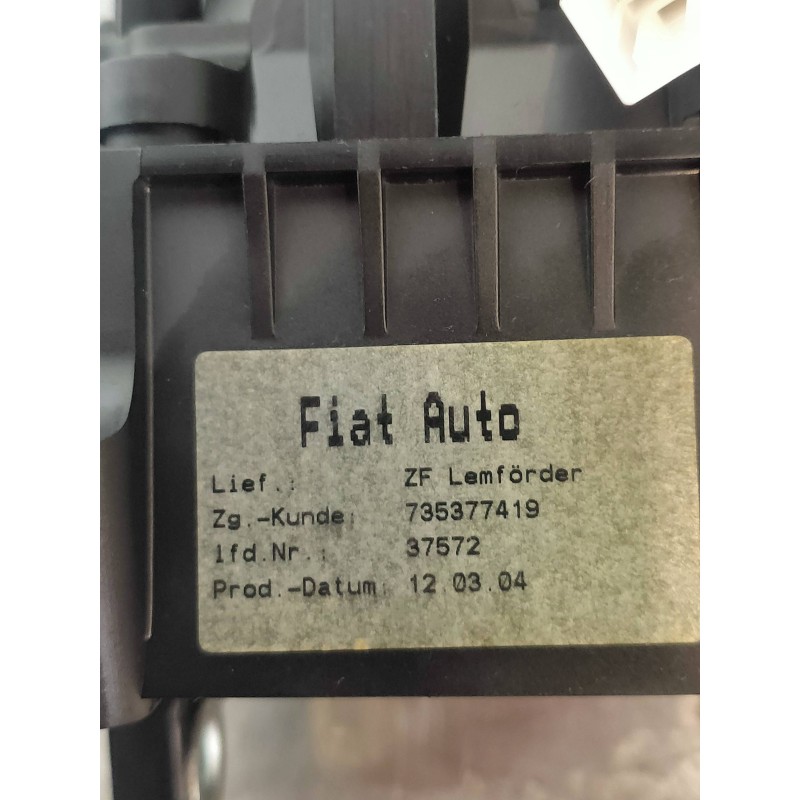 Fiat Auto
Lief.: ZF Lemförder
Zg.-Kunde: 735377419
lfd.Nr.: 37572
Prod.-Datum: 12.03.04